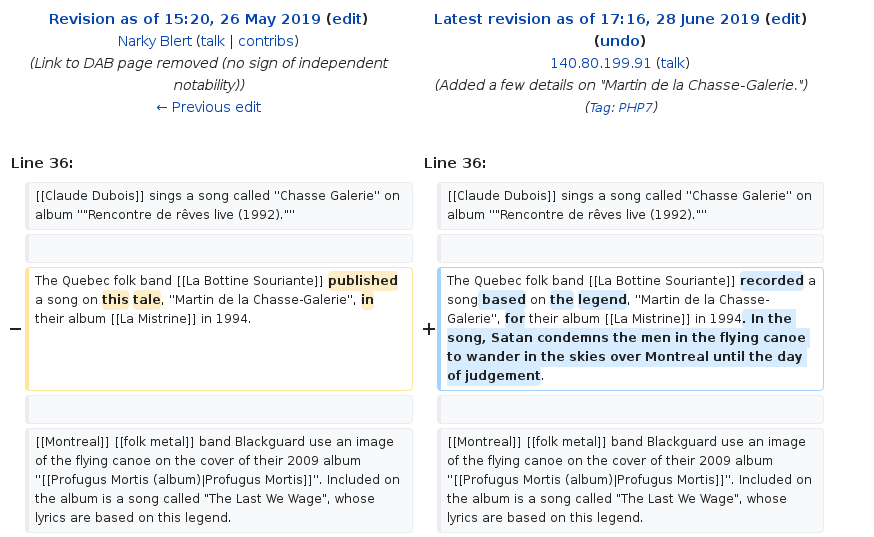 Revision as of 15:20, 26 May 2019 (edit)
Narky Blert (talk | contribs)
(Link to DAB page removed (no sign of independent
notability))
← Previous edit
Latest revision as of 17:16, 28 June 2019 (edit)
(undo)
140.80.199.91 (talk)
(Added a few details on "Martin de la Chasse-Galerie.")
(Tag: PHP7)
Line 36:
Line 36:
[[Claude Dubois]] sings a song called ''Chasse Galerie'' on
album '''"Rencontre de rêves live (1992)."''
[[Claude Dubois]] sings a song called ''Chasse Galerie'' on
album '''"Rencontre de rêves live (1992)."''
−
The Quebec folk band [[La Bottine Souriante]] published
a song on this tale, ''Martin de la Chasse-Galerie'', in
their album [[La Mistrine]] in 1994.
+
The Quebec folk band [[La Bottine Souriante]] recorded a
song based on the legend, ''Martin de la Chasse-
Galerie'', for their album [[La Mistrine]] in 1994. In the
song, Satan condemns the men in the flying canoe
to wander in the skies over Montreal until the day
of judgement.
[[Montreal]] [[folk metal]] band Blackguard use an image
of the flying canoe on the cover of their 2009 album
''[[Profugus Mortis (album)|Profugus Mortis]]''. Included on
the album is a song called "The Last We Wage", whose
lyrics are based on this legend.
[[Montreal]] [[folk metal]] band Blackguard use an image
of the flying canoe on the cover of their 2009 album
''[[Profugus Mortis (album)|Profugus Mortis]]''. Included on
the album is a song called "The Last We Wage", whose
lyrics are based on this legend.